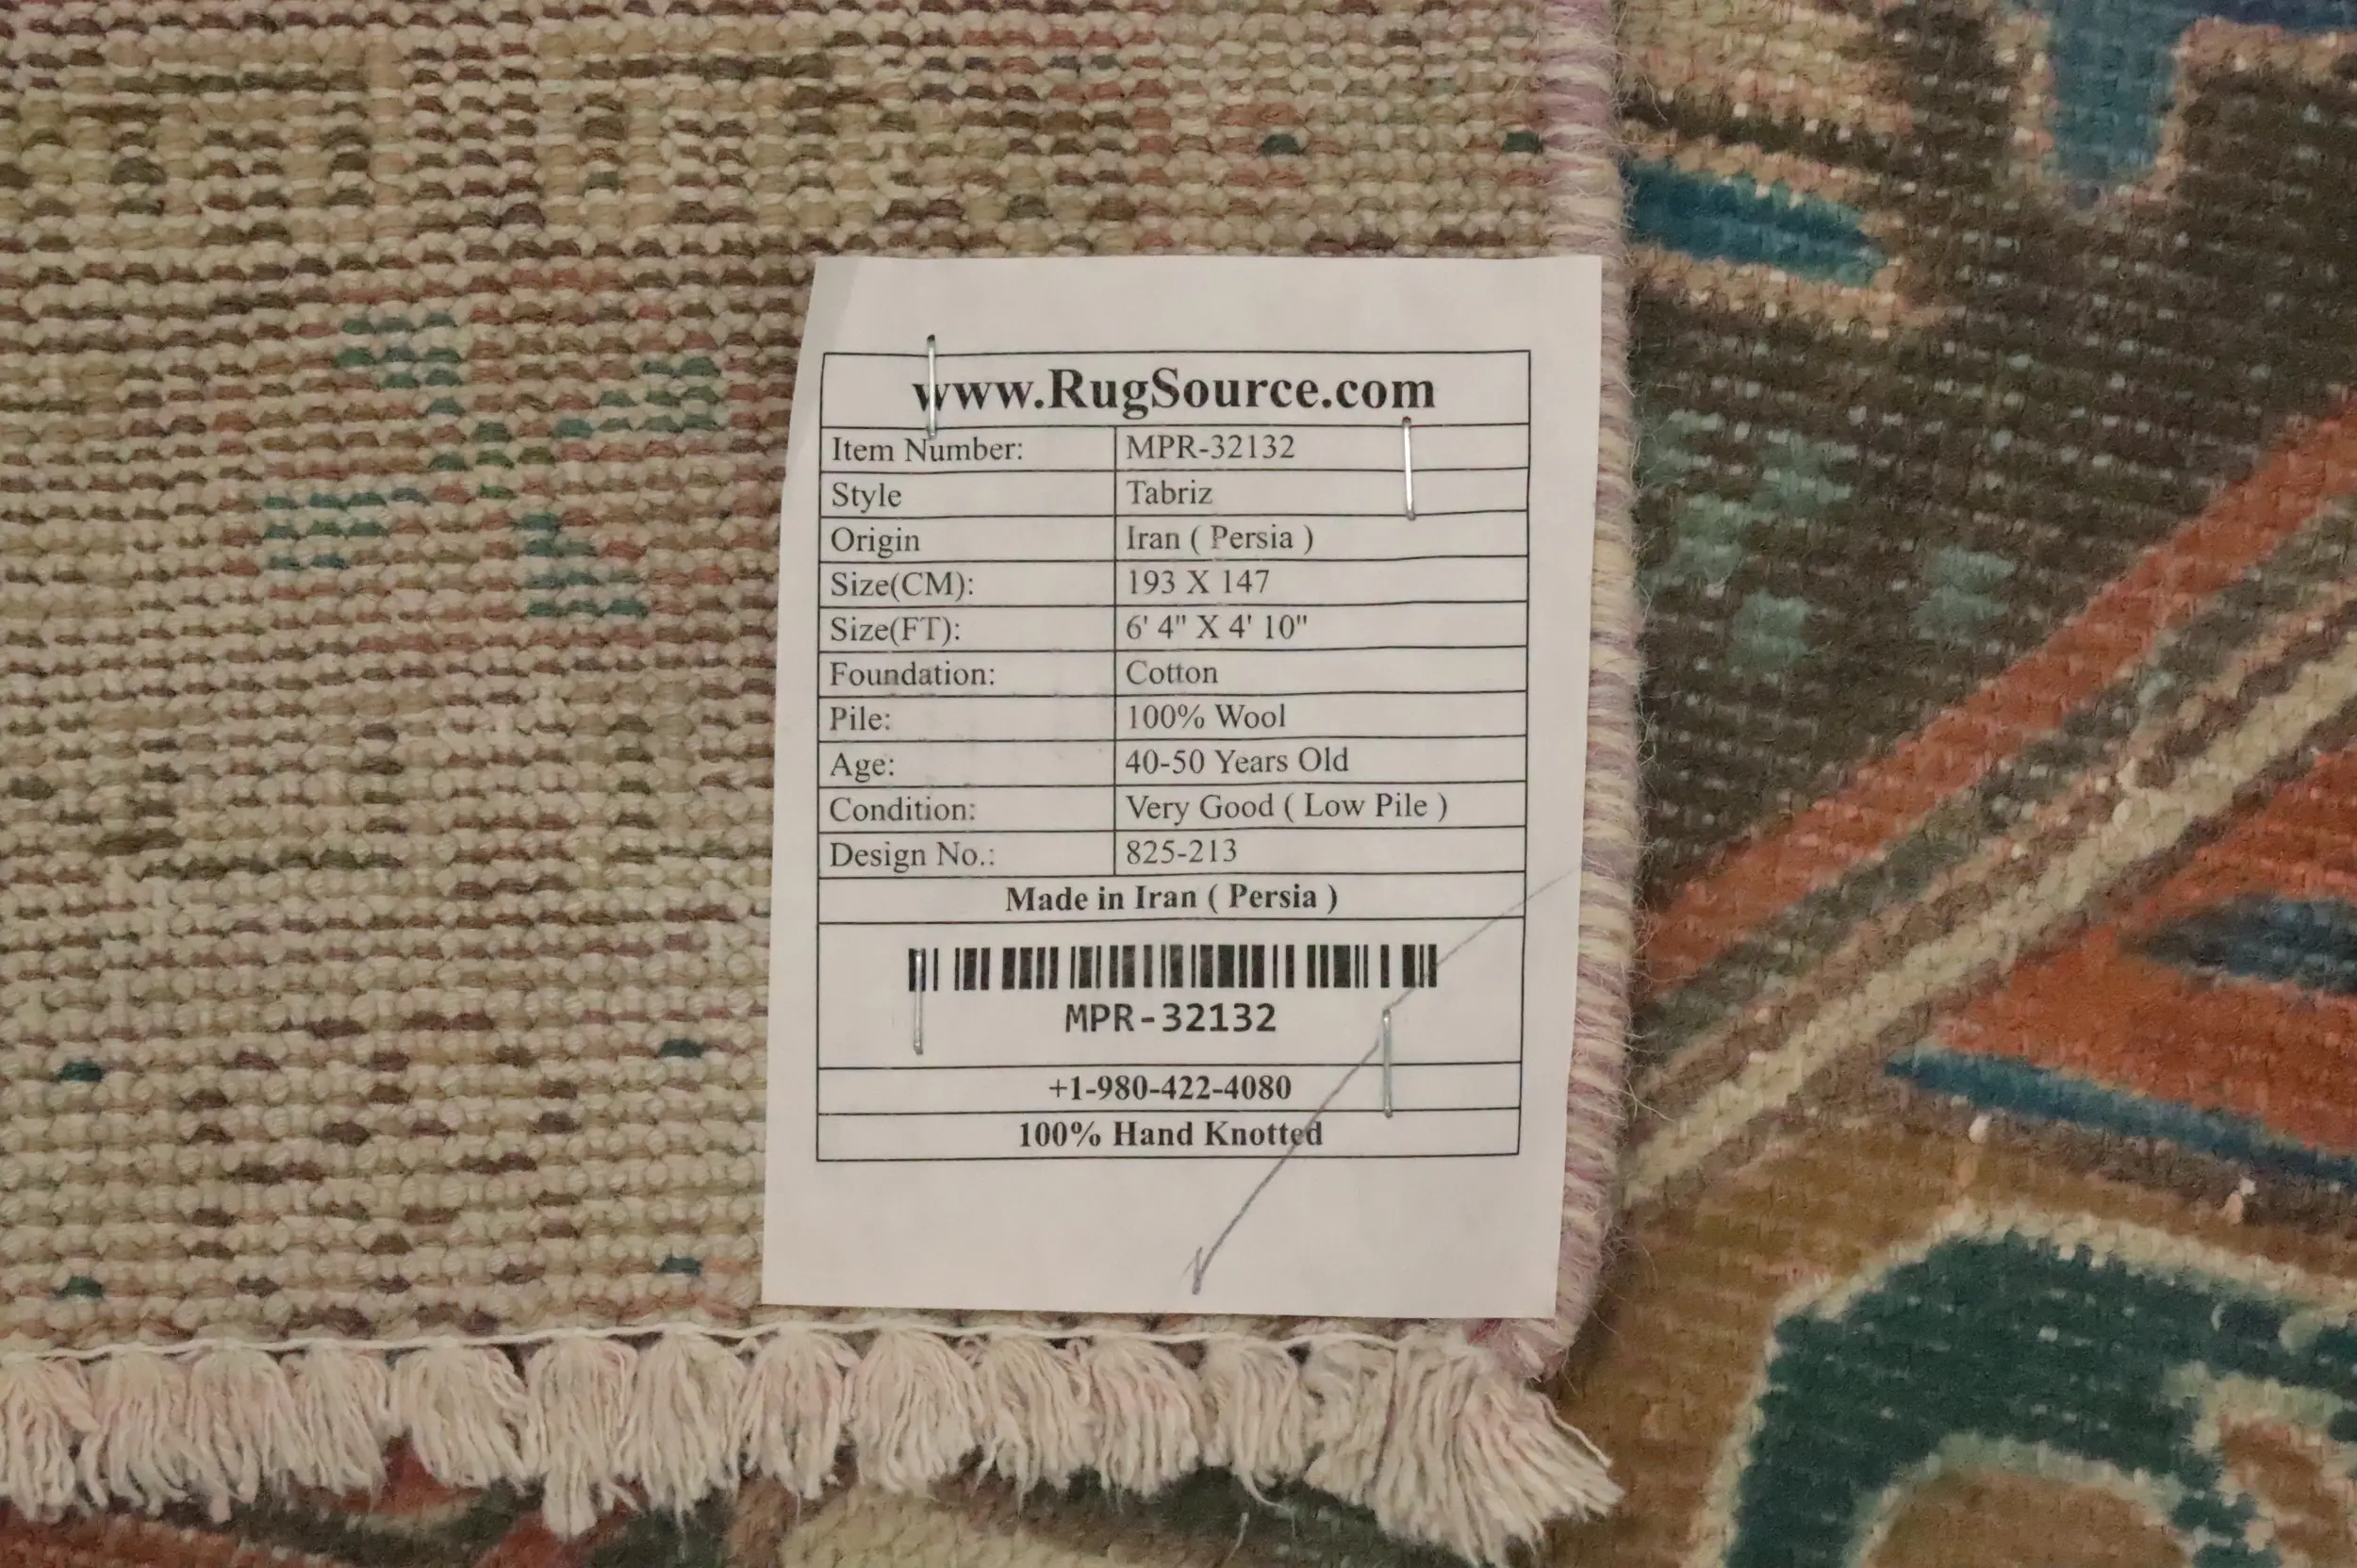 www.RugSource.com
Item Number: MPR-32132
Style Tabriz
Origin Iran ( Persia )
Size(CM): 193 X 147
Size(FT): 6' 4" X 4' 10"
Foundation: Cotton
Pile: 100% Wool
Age: 40-50 Years Old
Condition: Very Good ( Low Pile )
Design No.: 825-213
Made in Iran ( Persia )
MPR-32132
+1-980-422-4080
100% Hand Knotted